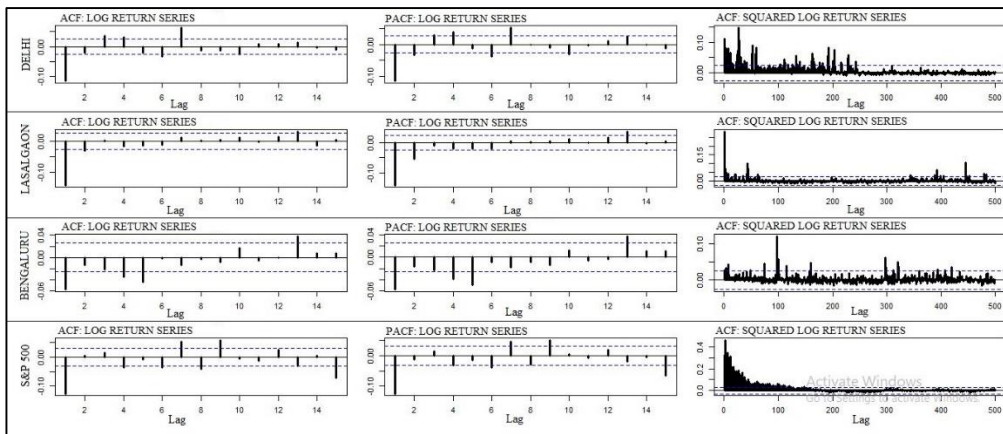 ACF: LOG RETURN SERIES
PACF: LOG RETURN SERIES
ACF: SQUARED LOG RETURN SERIES
DELHI
0.00
-0.10
0.00
-0.10
0.10
0.00
2 4 6 8 10 12 14
2 4 6 8 10 12 14
0 100 200 300 400 500
Lag
Lag
Lag
ACF: LOG RETURN SERIES
PACF: LOG RETURN SERIES
ACF: SQUARED LOG RETURN SERIES
LASALGAON
0.00
-0.10
0.00
-0.10
0.20
0.00
2 4 6 8 10 12 14
2 4 6 8 10 12 14
0 100 200 300 400 500
Lag
Lag
Lag
ACF: LOG RETURN SERIES
PACF: LOG RETURN SERIES
ACF: SQUARED LOG RETURN SERIES
BENGALURU
0.04
0.00
-0.06
0.04
0.00
-0.06
0.10
0.00
2 4 6 8 10 12 14
2 4 6 8 10 12 14
0 100 200 300 400 500
Lag
Lag
Lag
ACF: LOG RETURN SERIES
PACF: LOG RETURN SERIES
ACF: SQUARED LOG RETURN SERIES
S&P 500
0.00
-0.10
0.00
-0.10
0.4
0.2
0.0
Activate Windows
Go to Settings to activate Windows.
2 4 6 8 10 12 14
2 4 6 8 10 12 14
0 100 200 300 400 500
Lag
Lag
Lag